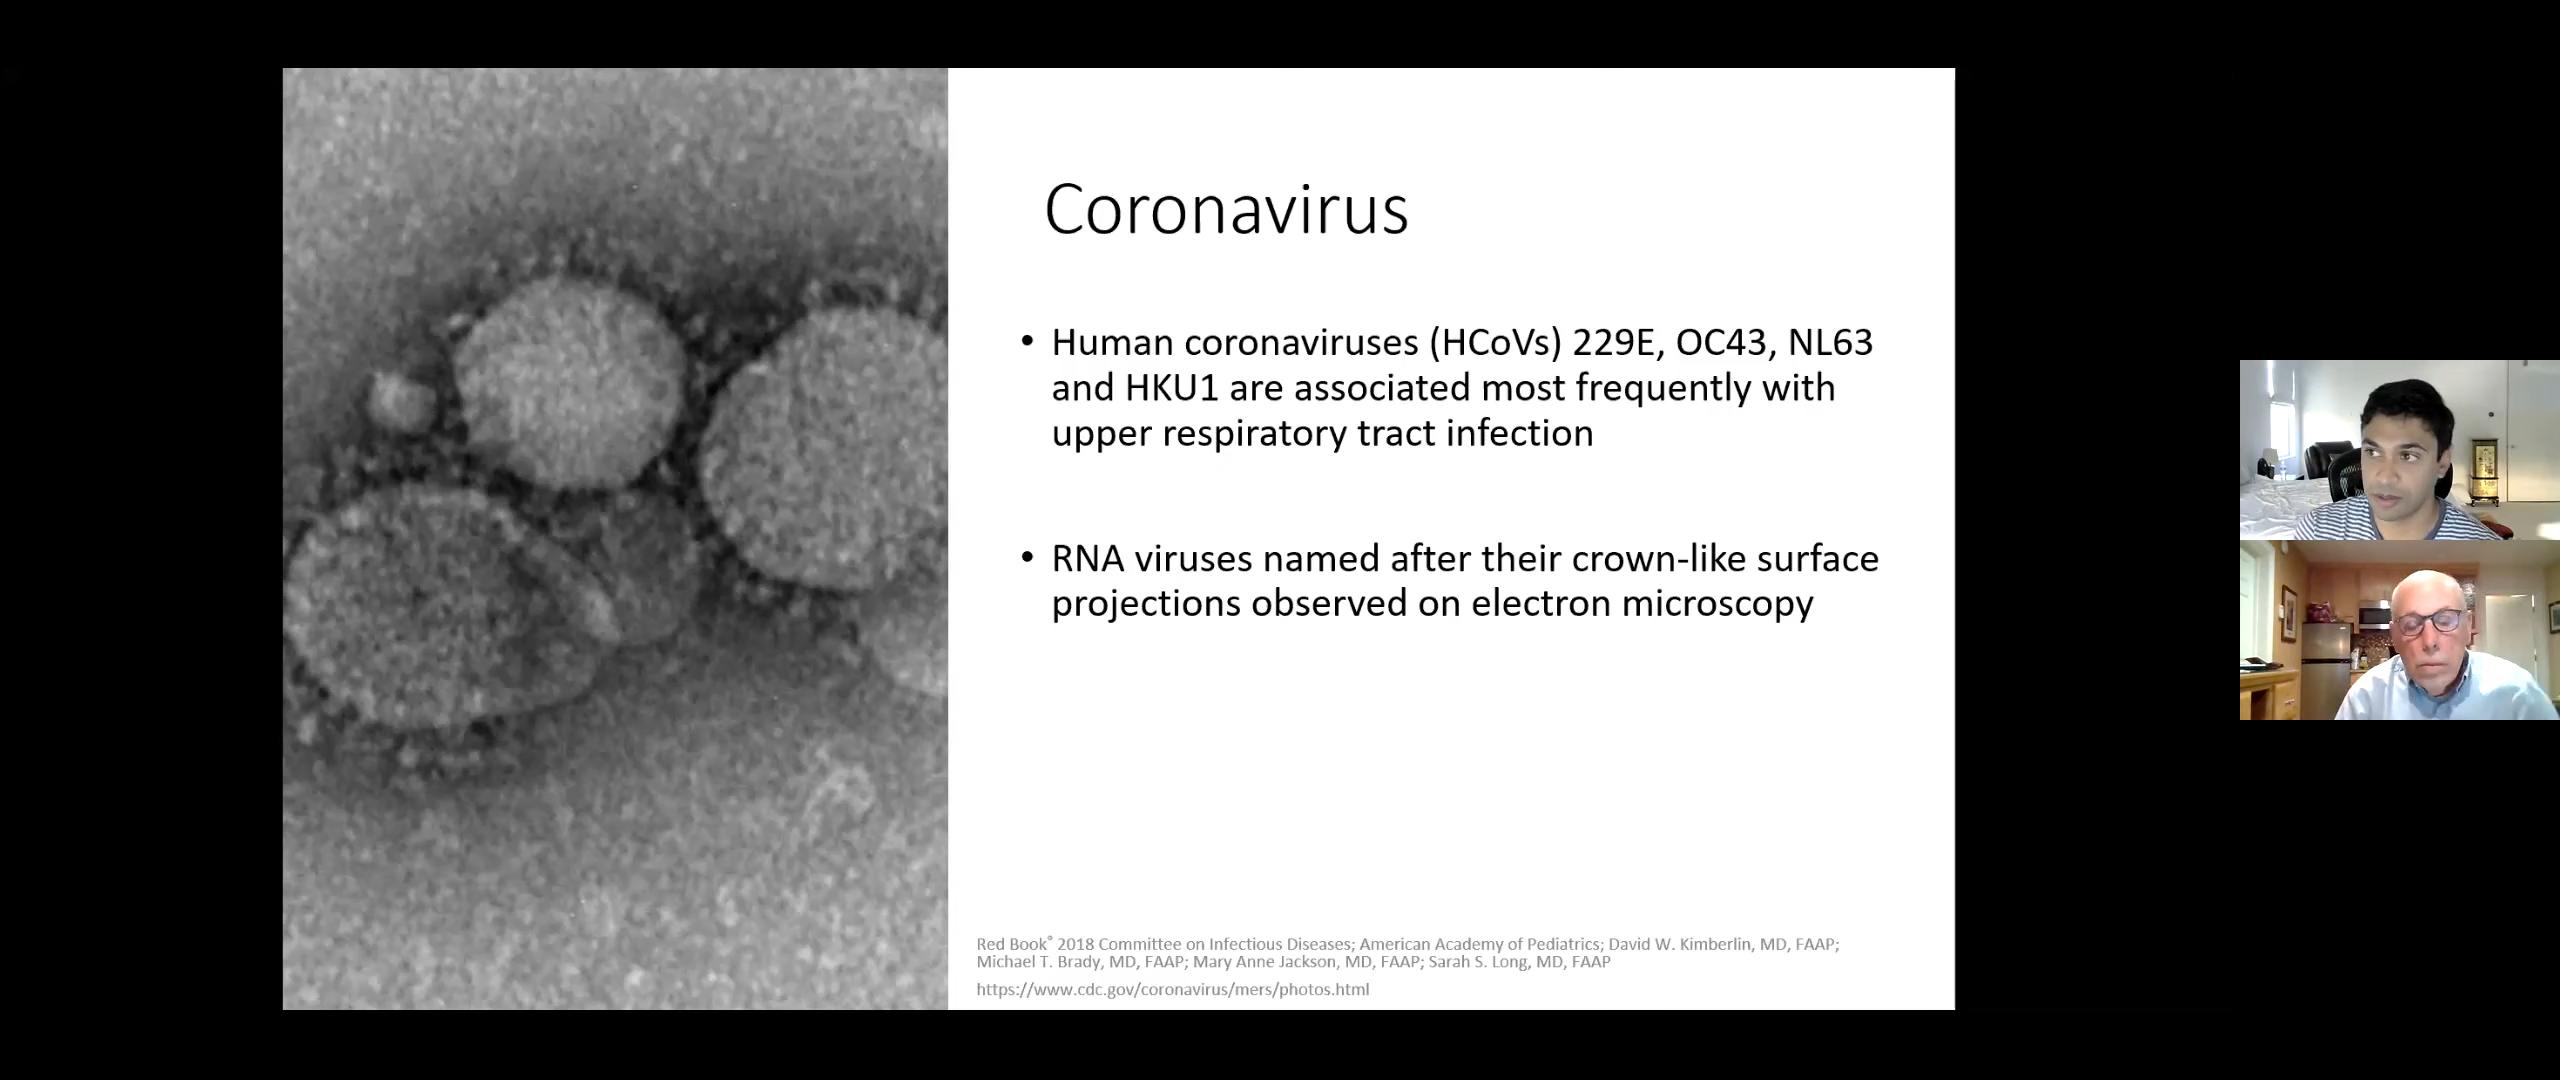 Coronavirus
• Human coronaviruses (HCoVs) 229E, OC43, NL63
and HKU1 are associated most frequently with
upper respiratory tract infection
• RNA viruses named after their crown-like surface
projections observed on electron microscopy
Red Book® 2018 Committee on Infectious Diseases; American Academy of Pediatrics; David W. Kimberlin, MD, FAAP;
Michael T. Brady, MD, FAAP; Mary Anne Jackson, MD, FAAP; Sarah S. Long, MD, FAAP
https://www.cdc.gov/coronavirus/mers/photos.html